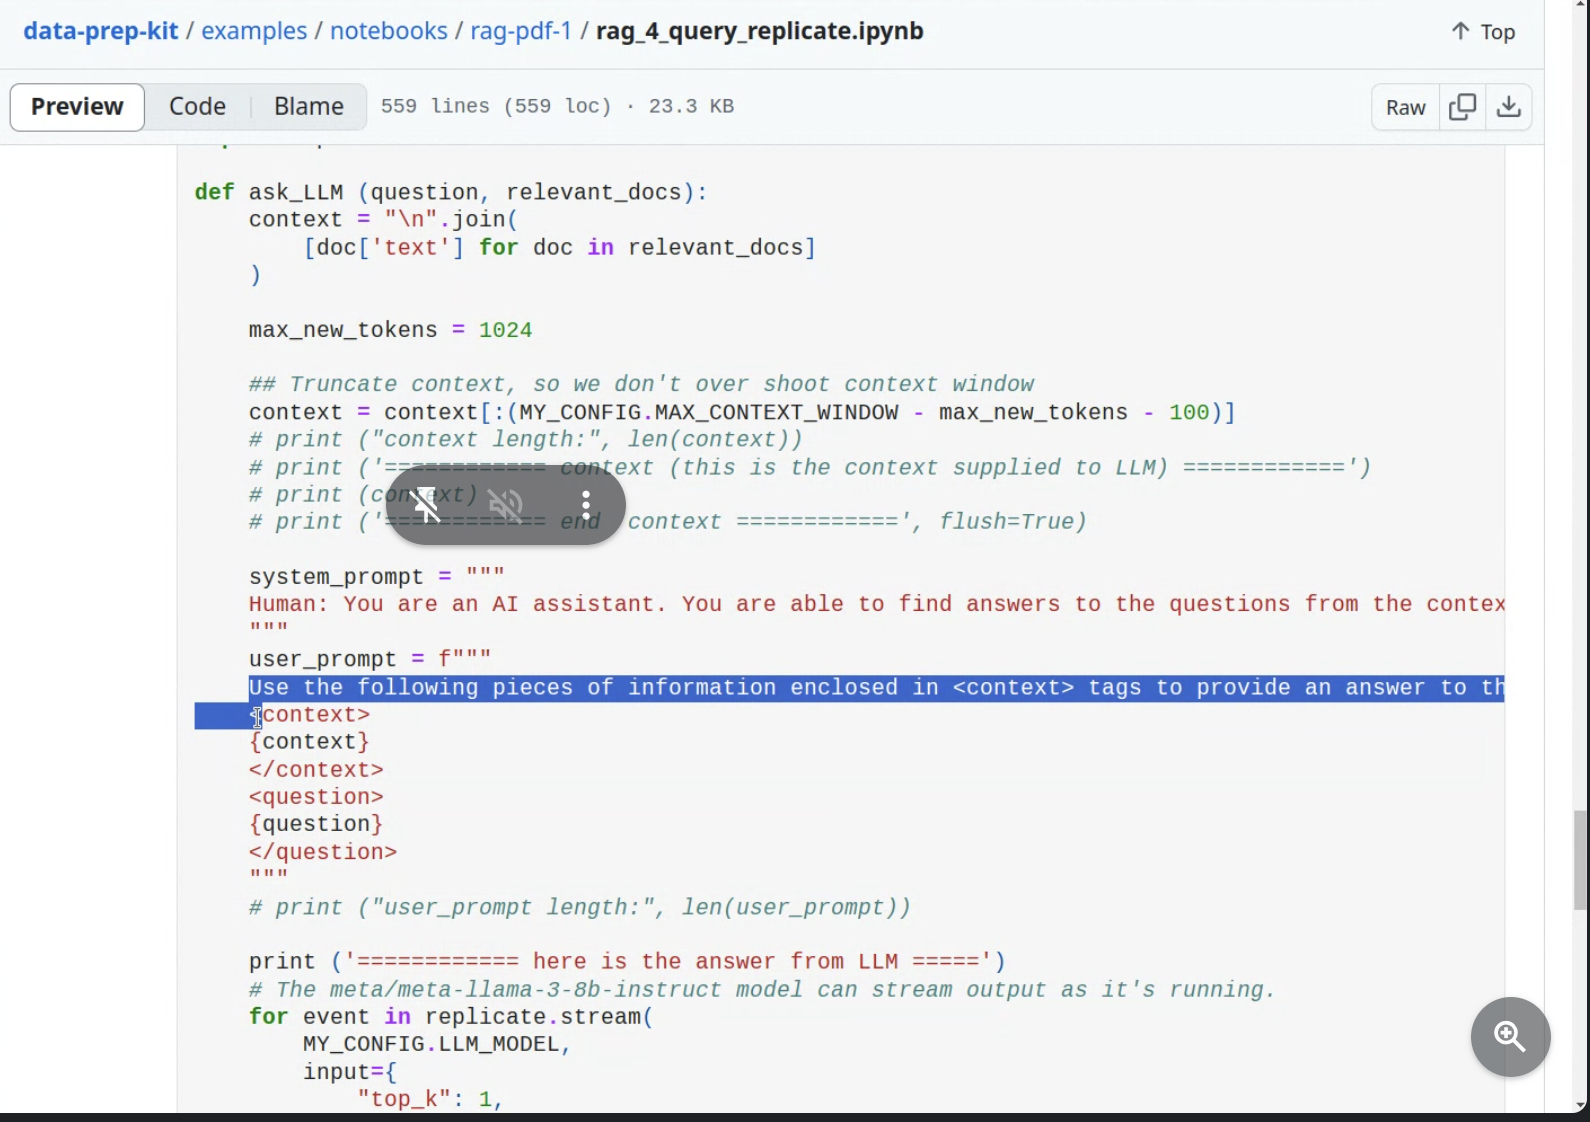 data-prep-kit / examples / notebooks / rag-pdf-1 / rag_4_query_replicate.ipynb
Top
Preview Code Blame 559 lines (559 loc) · 23.3 KB Raw
def ask_LLM (question, relevant_docs):
    context = "\n".join(
        [doc['text'] for doc in relevant_docs]
    )
    max_new_tokens = 1024
    ## Truncate context, so we don't over shoot context window
    context = context[:(MY_CONFIG.MAX_CONTEXT_WINDOW - max_new_tokens - 100)]
    # print ("context length:", len(context))
    # print ('============ context (this is the context supplied to LLM) ============')
    # print (context)
    # print ('============ end  context ============', flush=True)
    system_prompt = """
    Human: You are an AI assistant. You are able to find answers to the questions from the contex
    """
    user_prompt = f"""
    Use the following pieces of information enclosed in <context> tags to provide an answer to th
    <context>
    {context}
    </context>
    <question>
    {question}
    </question>
    """
    # print ("user_prompt length:", len(user_prompt))
    print ('============ here is the answer from LLM =====')
    # The meta/meta-llama-3-8b-instruct model can stream output as it's running.
    for event in replicate.stream(
        MY_CONFIG.LLM_MODEL,
        input={
            "top_k": 1,